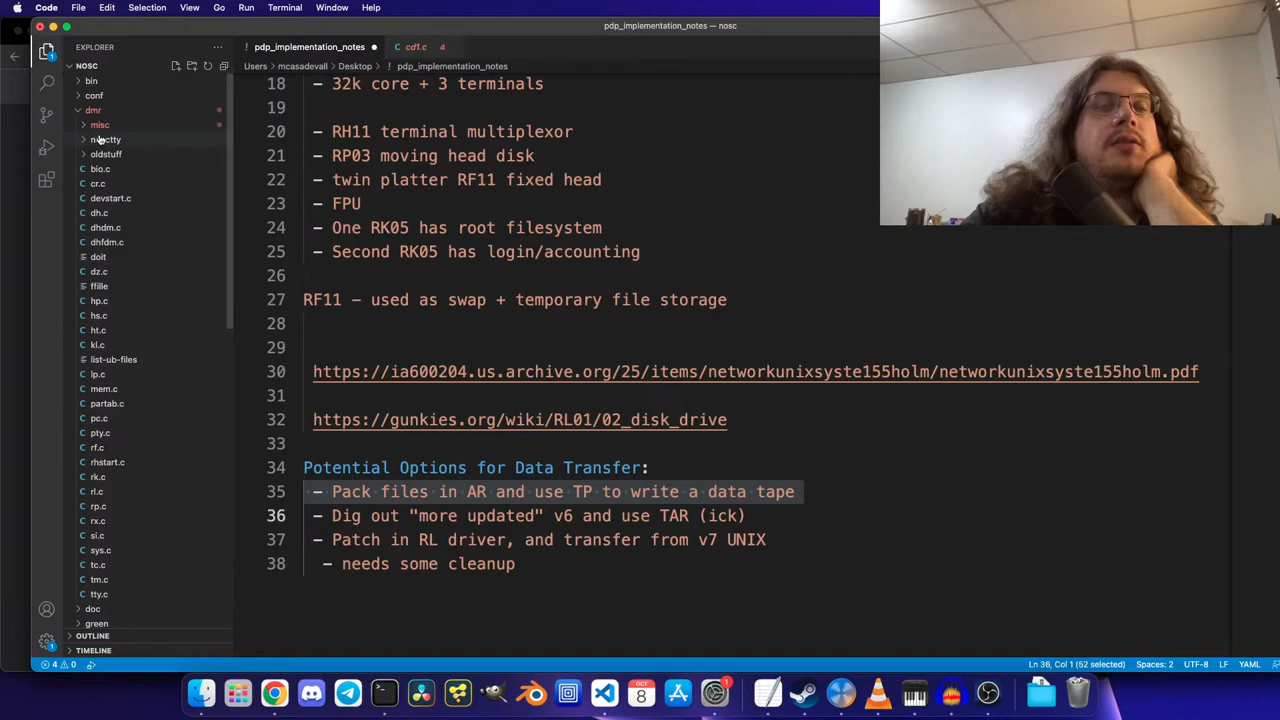 Code File Edit Selection View Go Run Terminal Window Help
pdp_implementation_notes — nosc
EXPLORER
pdp_implementation_notes
cd1.c 4
NOSC
Users > mcasadevall > Desktop > pdp_implementation_notes
bin
conf
dmr
misc
oldstuff
bio.c
cr.c
devstart.c
dh.c
dhdm.c
dhfdm.c
doit
dz.c
ffille
hp.c
hs.c
ht.c
kl.c
list-ub-files
lp.c
mem.c
partab.c
pc.c
pty.c
rf.c
rhstart.c
rk.c
rl.c
rp.c
rx.c
si.c
sys.c
tc.c
tm.c
tty.c
doc
green
OUTLINE
TIMELINE
18 - 32k core + 3 terminals
19
20 - RH11 terminal multiplexor
21 - RP03 moving head disk
22 - twin platter RF11 fixed head
23 - FPU
24 - One RK05 has root filesystem
25 - Second RK05 has login/accounting
26
27 RF11 - used as swap + temporary file storage
28
29
30 https://ia600204.us.archive.org/25/items/networkunixsyste155holm/networkunixsyste155holm.pdf
31
32 https://gunkies.org/wiki/RL01/02_disk_drive
33
34 Potential Options for Data Transfer:
35 - Pack files in AR and use TP to write a data tape
36 - Dig out "more updated" v6 and use TAR (ick)
37 - Patch in RL driver, and transfer from v7 UNIX
38 - needs some cleanup
4 0
Ln 36, Col 1 (52 selected) Spaces: 2 UTF-8 LF YAML
OCT
8
1